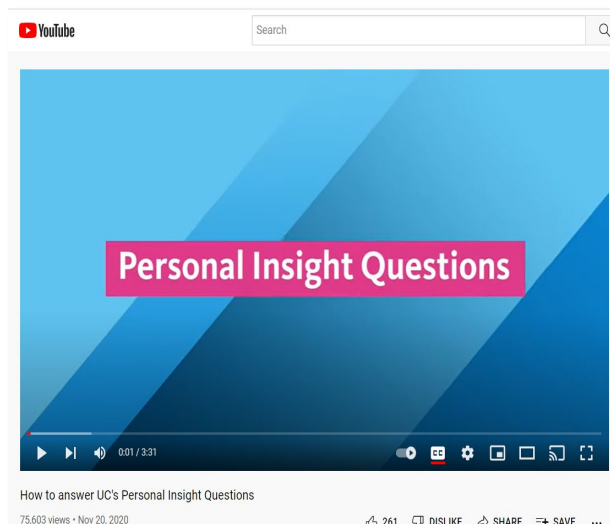 YouTube
Search
Personal Insight Questions
0:01 / 3:31
CC
How to answer UC's Personal Insight Questions
75,603 views • Nov 20, 2020
261 DISLIKE SHARE SAVE ...